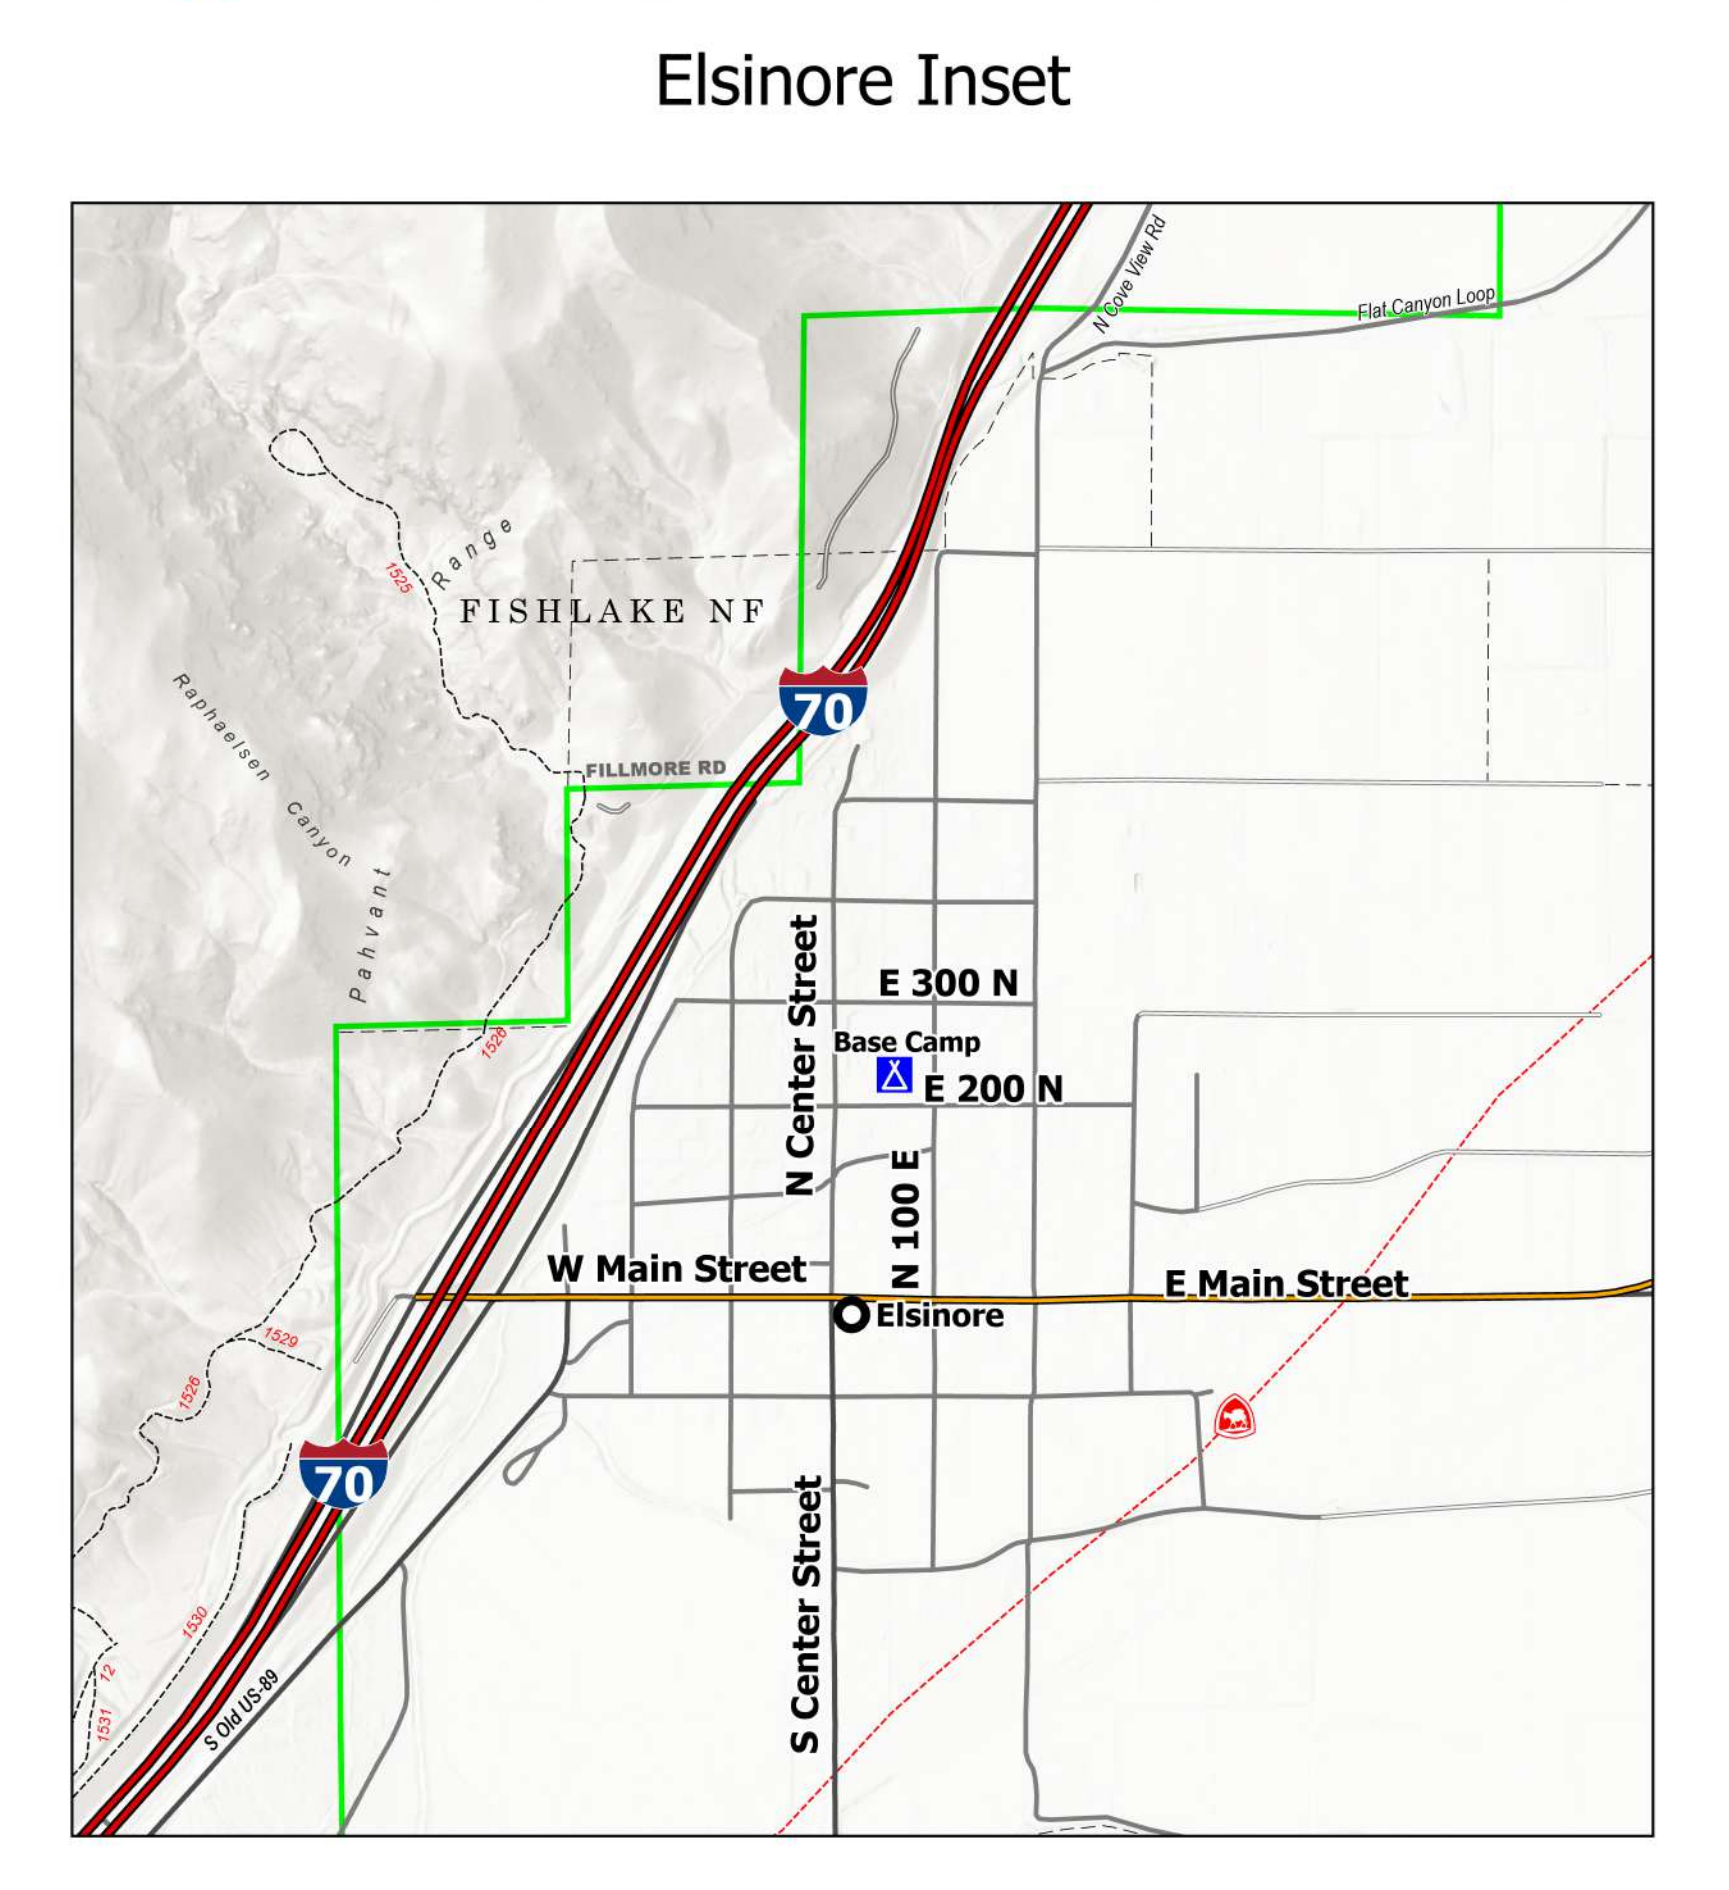 Elsinore Inset
N Cove View Rd
Flat Canyon Loop
Range
1525
FISHLAKE NF
Raphaelsen Canyon
70
FILLMORE RD
Pahvant
N Center Street
E 300 N
Base Camp
1526
E 200 N
N 100 E
W Main Street
E Main Street
Elsinore
1529
1526
70
S Center Street
1530
12
1531
S Old US-89